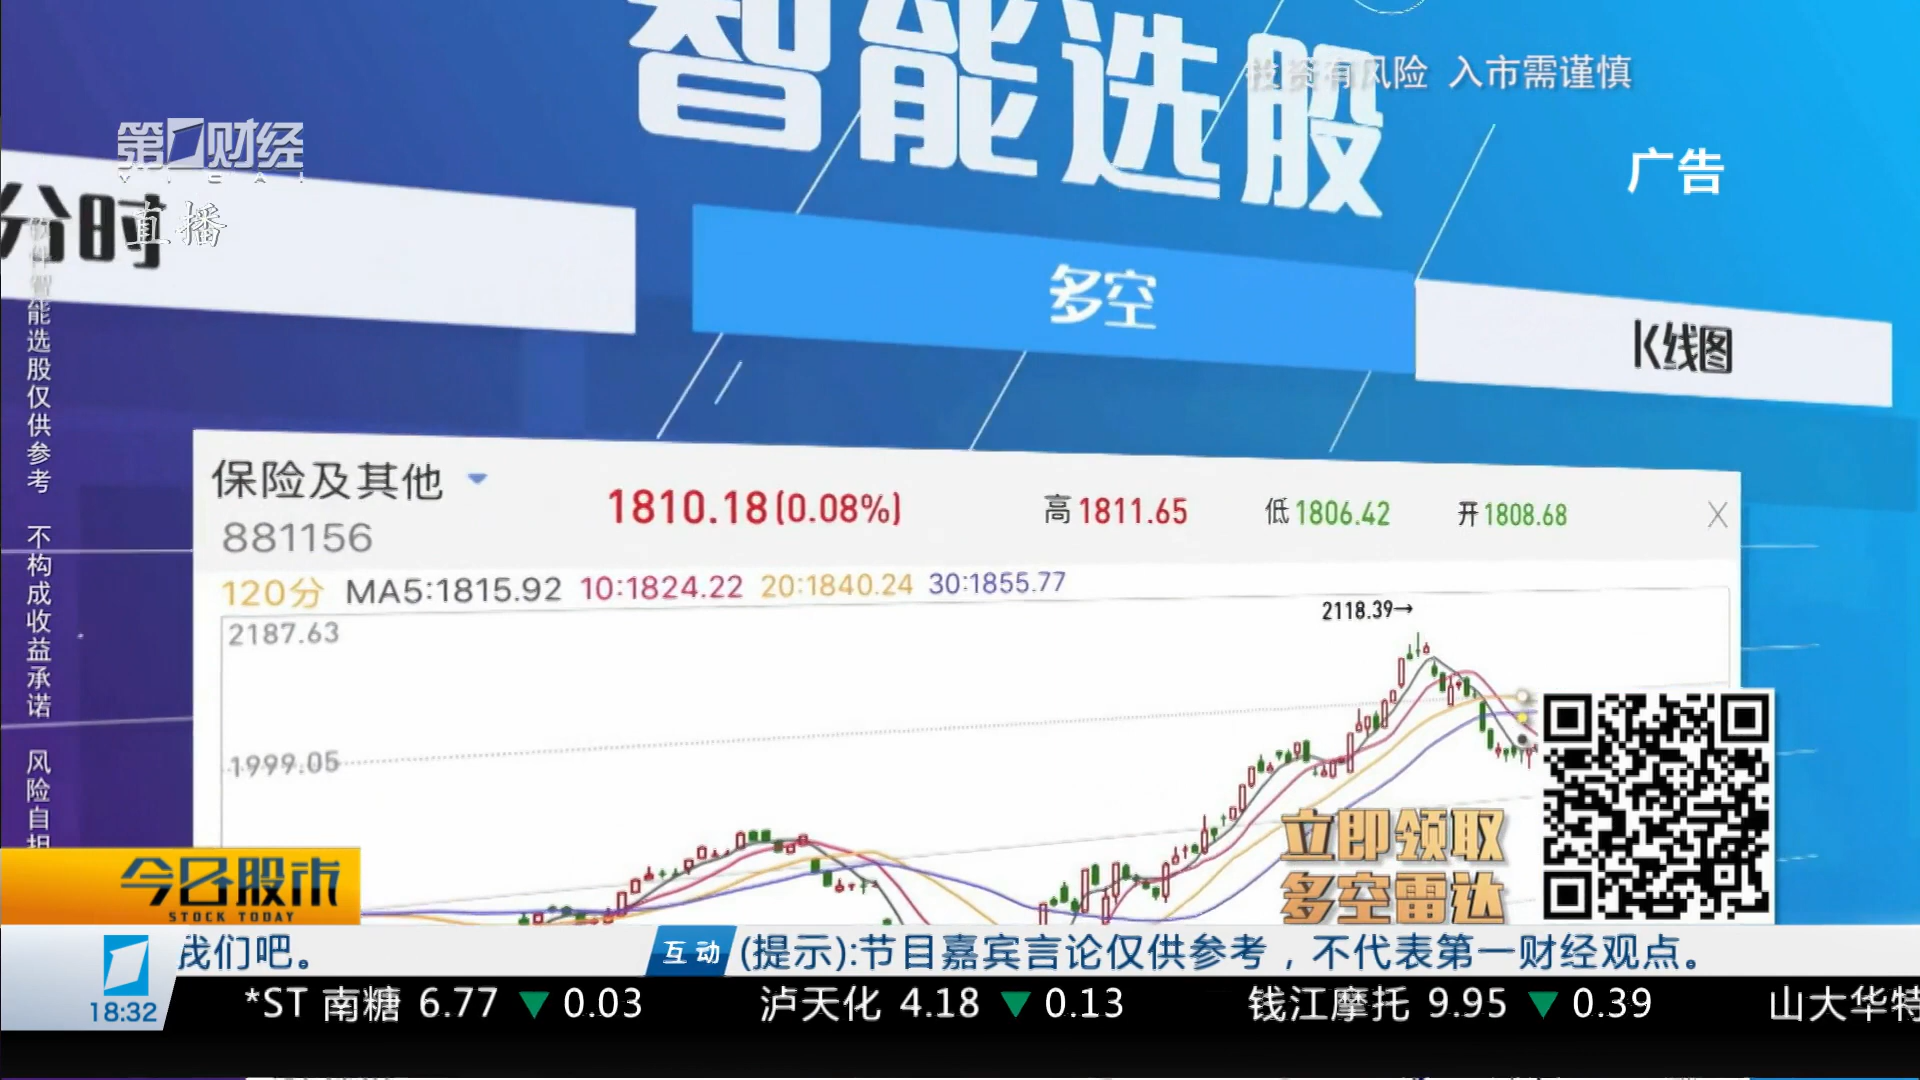 智能选股
投资有风险 入市需谨慎
第一财经
YICAI
广告
直播
分时
多空
K线图
软件智能选股仅供参考 不构成收益承诺 风险自担
保险及其他
881156
1810.18(0.08%)
高1811.65
低1806.42
开1808.68
X
120分 MA5:1815.92 10:1824.22 20:1840.24 30:1855.77
2118.39→
2187.63
1999.05
立即领取
多空雷达
今日股市
STOCK TODAY
我们吧。
互动
(提示):节目嘉宾言论仅供参考，不代表第一财经观点。
18:32
*ST 南糖 6.77 ▼ 0.03 泸天化 4.18 ▼ 0.13 钱江摩托 9.95 ▼ 0.39 山大华特